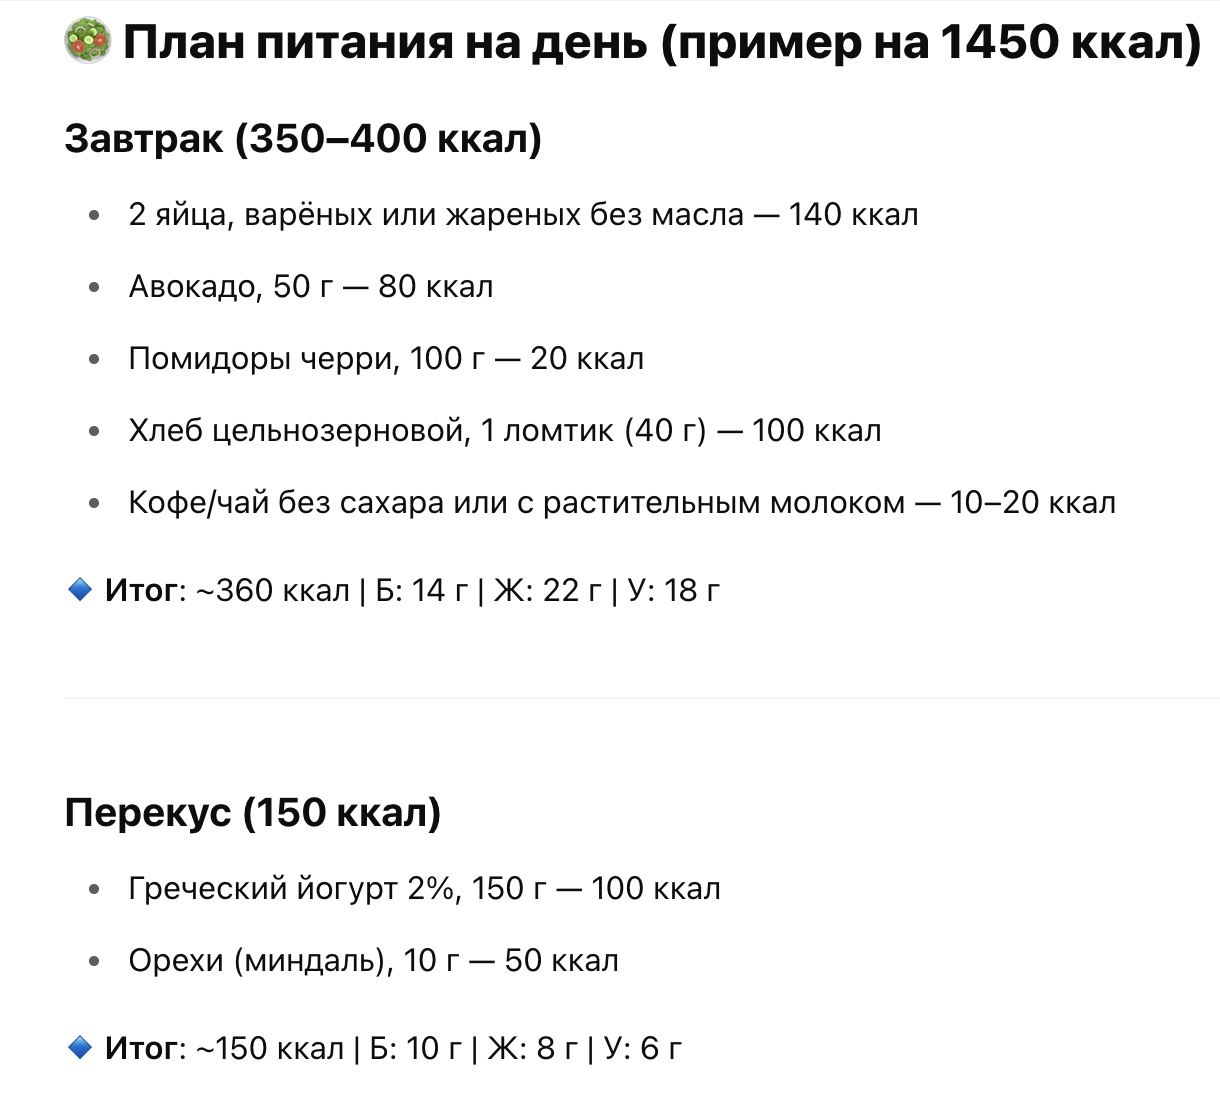 🥗 План питания на день (пример на 1450 ккал)
Завтрак (350–400 ккал)
• 2 яйца, варёных или жареных без масла — 140 ккал
• Авокадо, 50 г — 80 ккал
• Помидоры черри, 100 г — 20 ккал
• Хлеб цельнозерновой, 1 ломтик (40 г) — 100 ккал
• Кофе/чай без сахара или с растительным молоком — 10–20 ккал
🔹 Итог: ~360 ккал | Б: 14 г | Ж: 22 г | У: 18 г
Перекус (150 ккал)
• Греческий йогурт 2%, 150 г — 100 ккал
• Орехи (миндаль), 10 г — 50 ккал
🔹 Итог: ~150 ккал | Б: 10 г | Ж: 8 г | У: 6 г